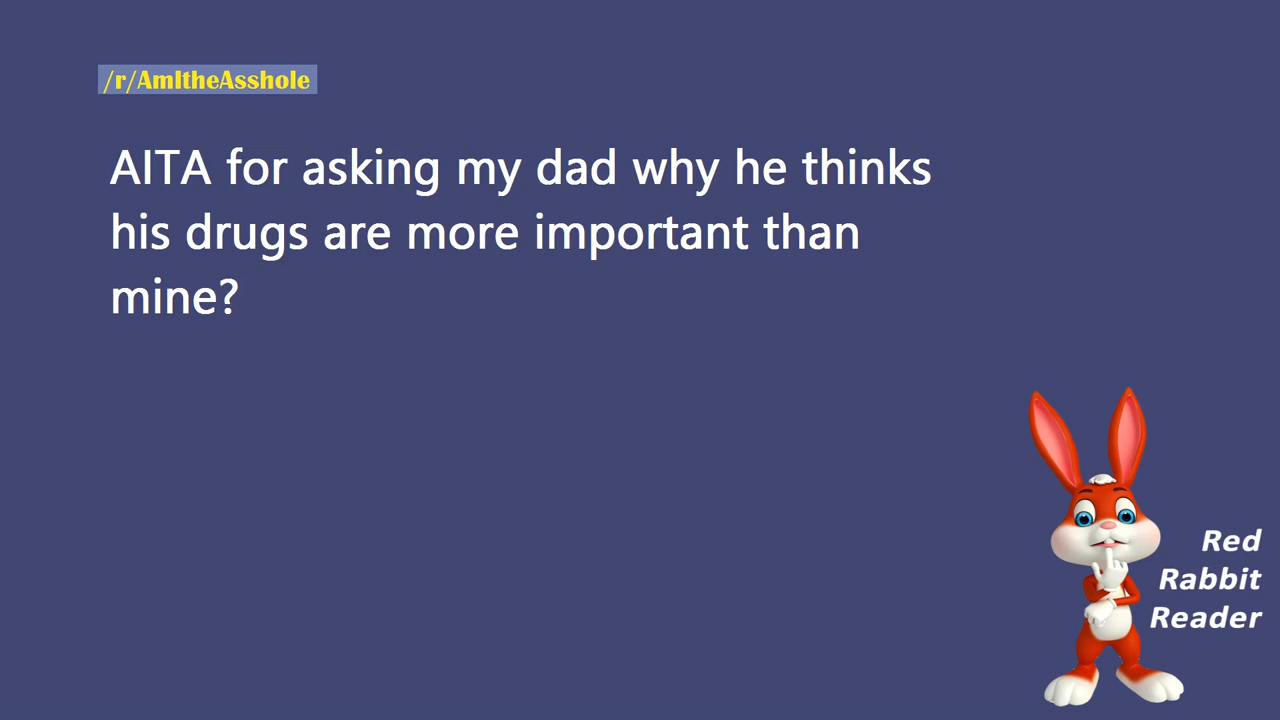 /r/AmItheAsshole
AITA for asking my dad why he thinks
his drugs are more important than
mine?
Red
Rabbit
Reader